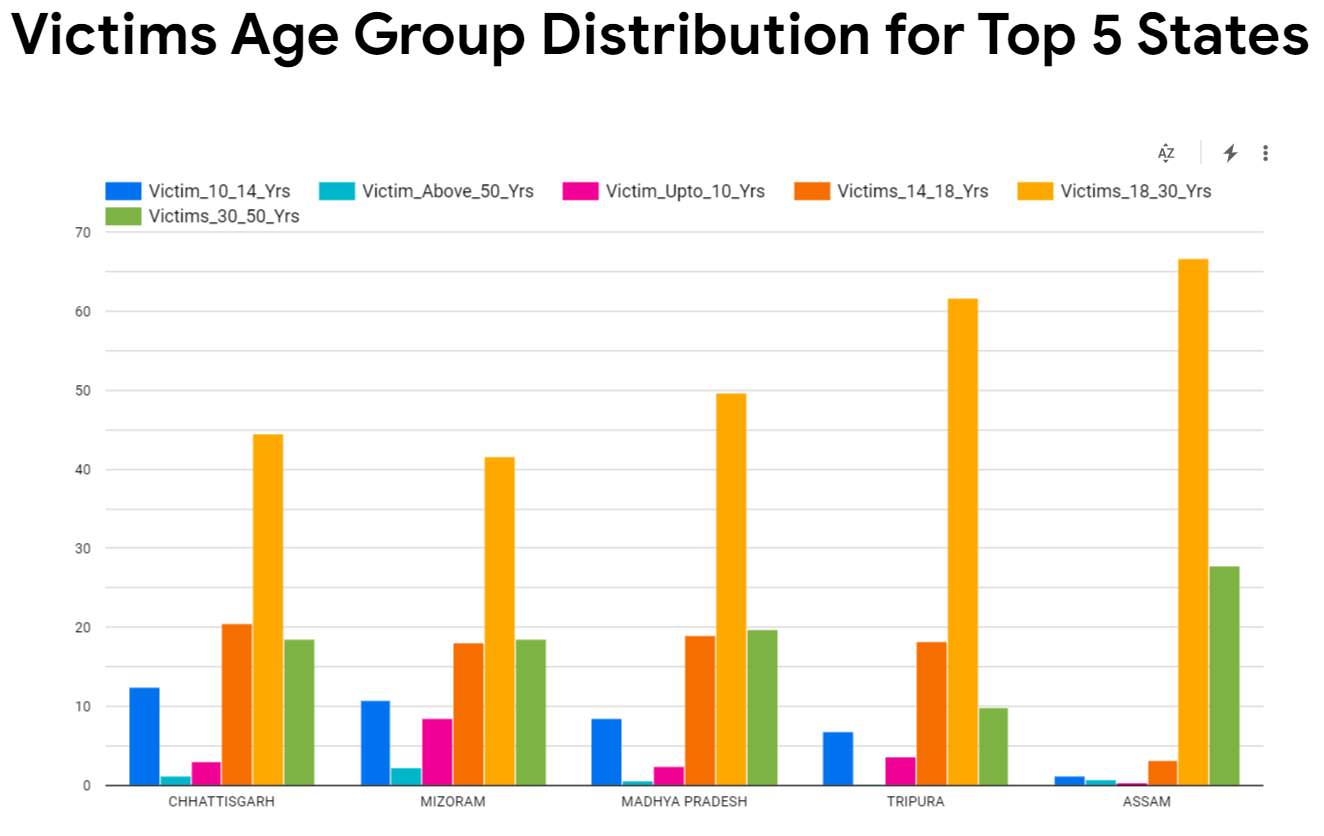 Victims Age Group Distribution for Top 5 States
AZ
Victim_10_14_Yrs Victim_Above_50_Yrs Victim_Upto_10_Yrs Victims_14_18_Yrs Victims_18_30_Yrs
Victims_30_50_Yrs
70
60
50
40
30
20
10
0
CHHATTISGARH MIZORAM MADHYA PRADESH TRIPURA ASSAM